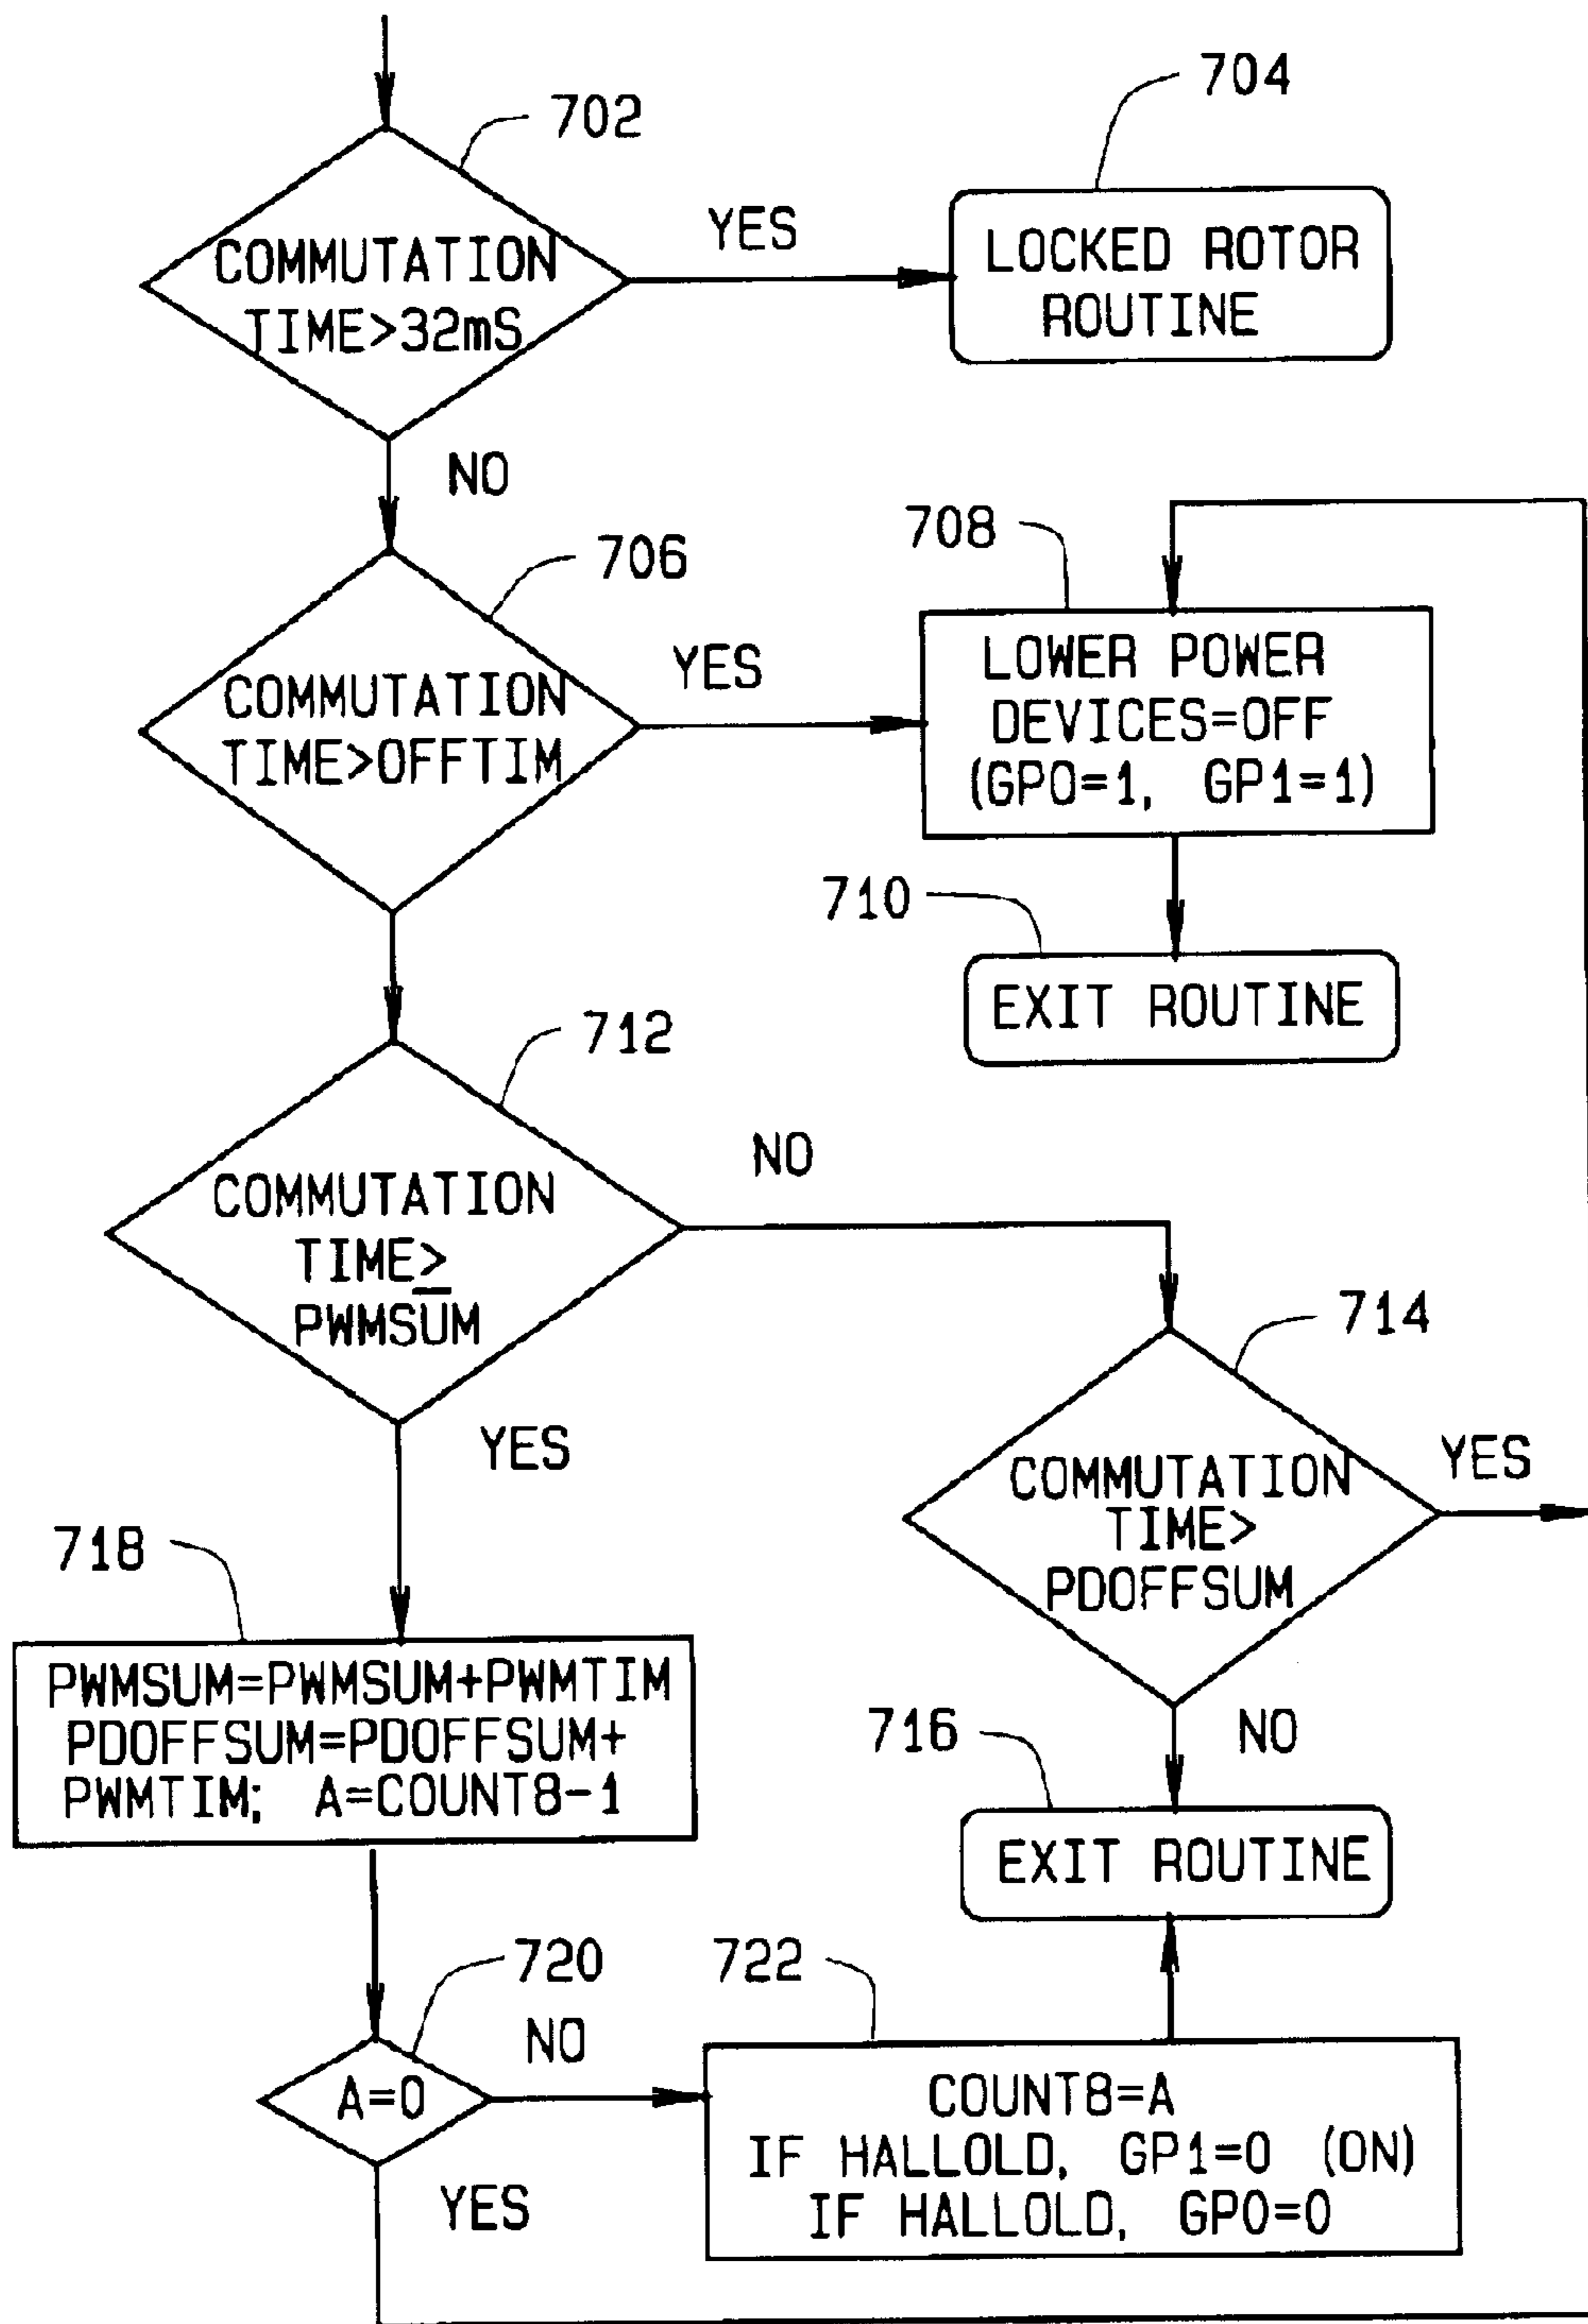 704
702
YES
COMMUTATION
TIME>32mS
LOCKED ROTOR
ROUTINE
NO
706
708
YES
COMMUTATION
TIME>OFFTIM
LOWER POWER
DEVICES=OFF
(GP0=1, GP1=1)
710
EXIT ROUTINE
712
NO
COMMUTATION
TIME≥
PWMSUM
714
YES
COMMUTATION
TIME>
PDOFFSUM
YES
718
PWMSUM=PWMSUM+PWMTIM
PDOFFSUM=PDOFFSUM+
PWMTIM; A=COUNT8-1
716
NO
EXIT ROUTINE
720
722
NO
A=0
COUNT8=A
IF HALLOLD, GP1=0 (ON)
IF HALLOLD, GP0=0
YES